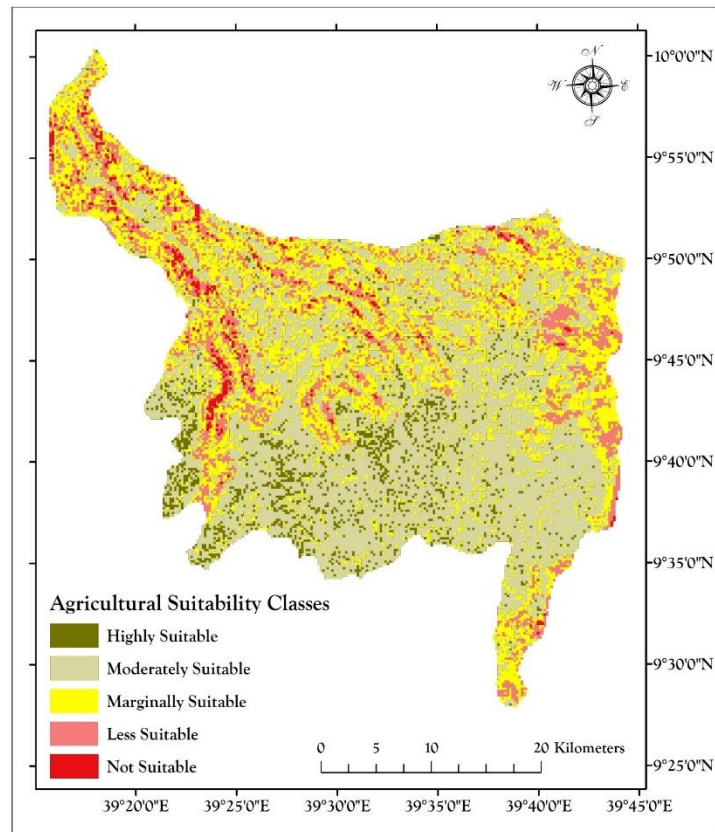 N
W
E
S
10°0'0"N
9°55'0"N
9°50'0"N
9°45'0"N
9°40'0"N
9°35'0"N
9°30'0"N
9°25'0"N
Agricultural Suitability Classes
Highly Suitable
Moderately Suitable
Marginally Suitable
Less Suitable
Not Suitable
0 5 10 20 Kilometers
39°20'0"E 39°25'0"E 39°30'0"E 39°35'0"E 39°40'0"E 39°45'0"E